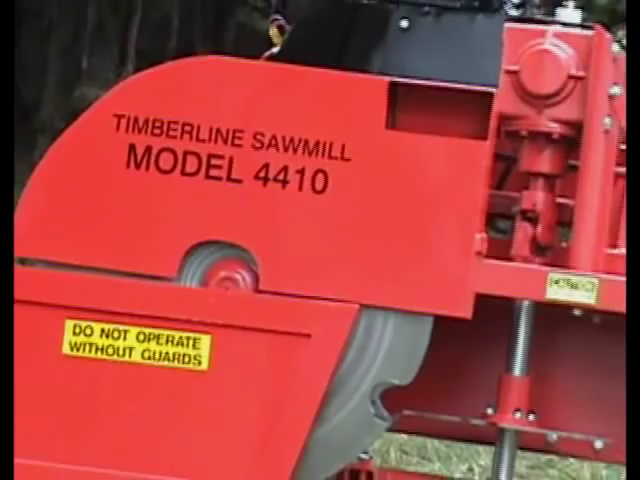 TIMBERLINE SAWMILL
MODEL 4410
DO NOT OPERATE
WITHOUT GUARDS